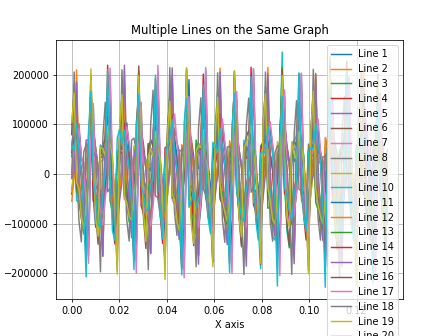 Multiple Lines on the Same Graph
200000
100000
0
−100000
−200000
0.00
0.02
0.04
0.06
0.08
0.10
X axis
Line 1
Line 2
Line 3
Line 4
Line 5
Line 6
Line 7
Line 8
Line 9
Line 10
Line 11
Line 12
Line 13
Line 14
Line 15
Line 16
Line 17
Line 18
Line 19
Line 20